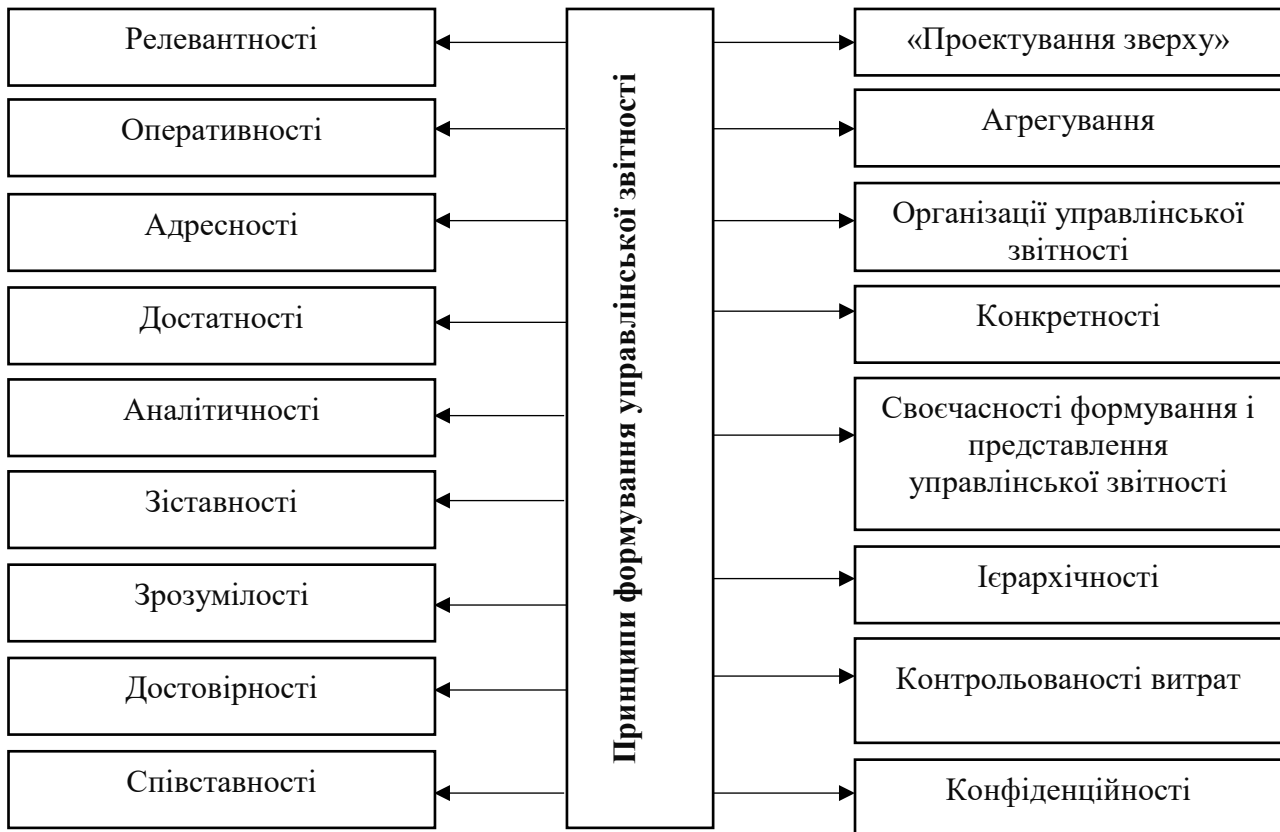 Релевантності
Оперативності
Адресності
Достатності
Аналітичності
Зіставності
Зрозумілості
Достовірності
Співставності
Принципи формування управлінської звітності
«Проектування зверху»
Агрегування
Організації управлінської
звітності
Конкретності
Своєчасності формування і
представлення
управлінської звітності
Ієрархічності
Контрольованості витрат
Конфіденційності